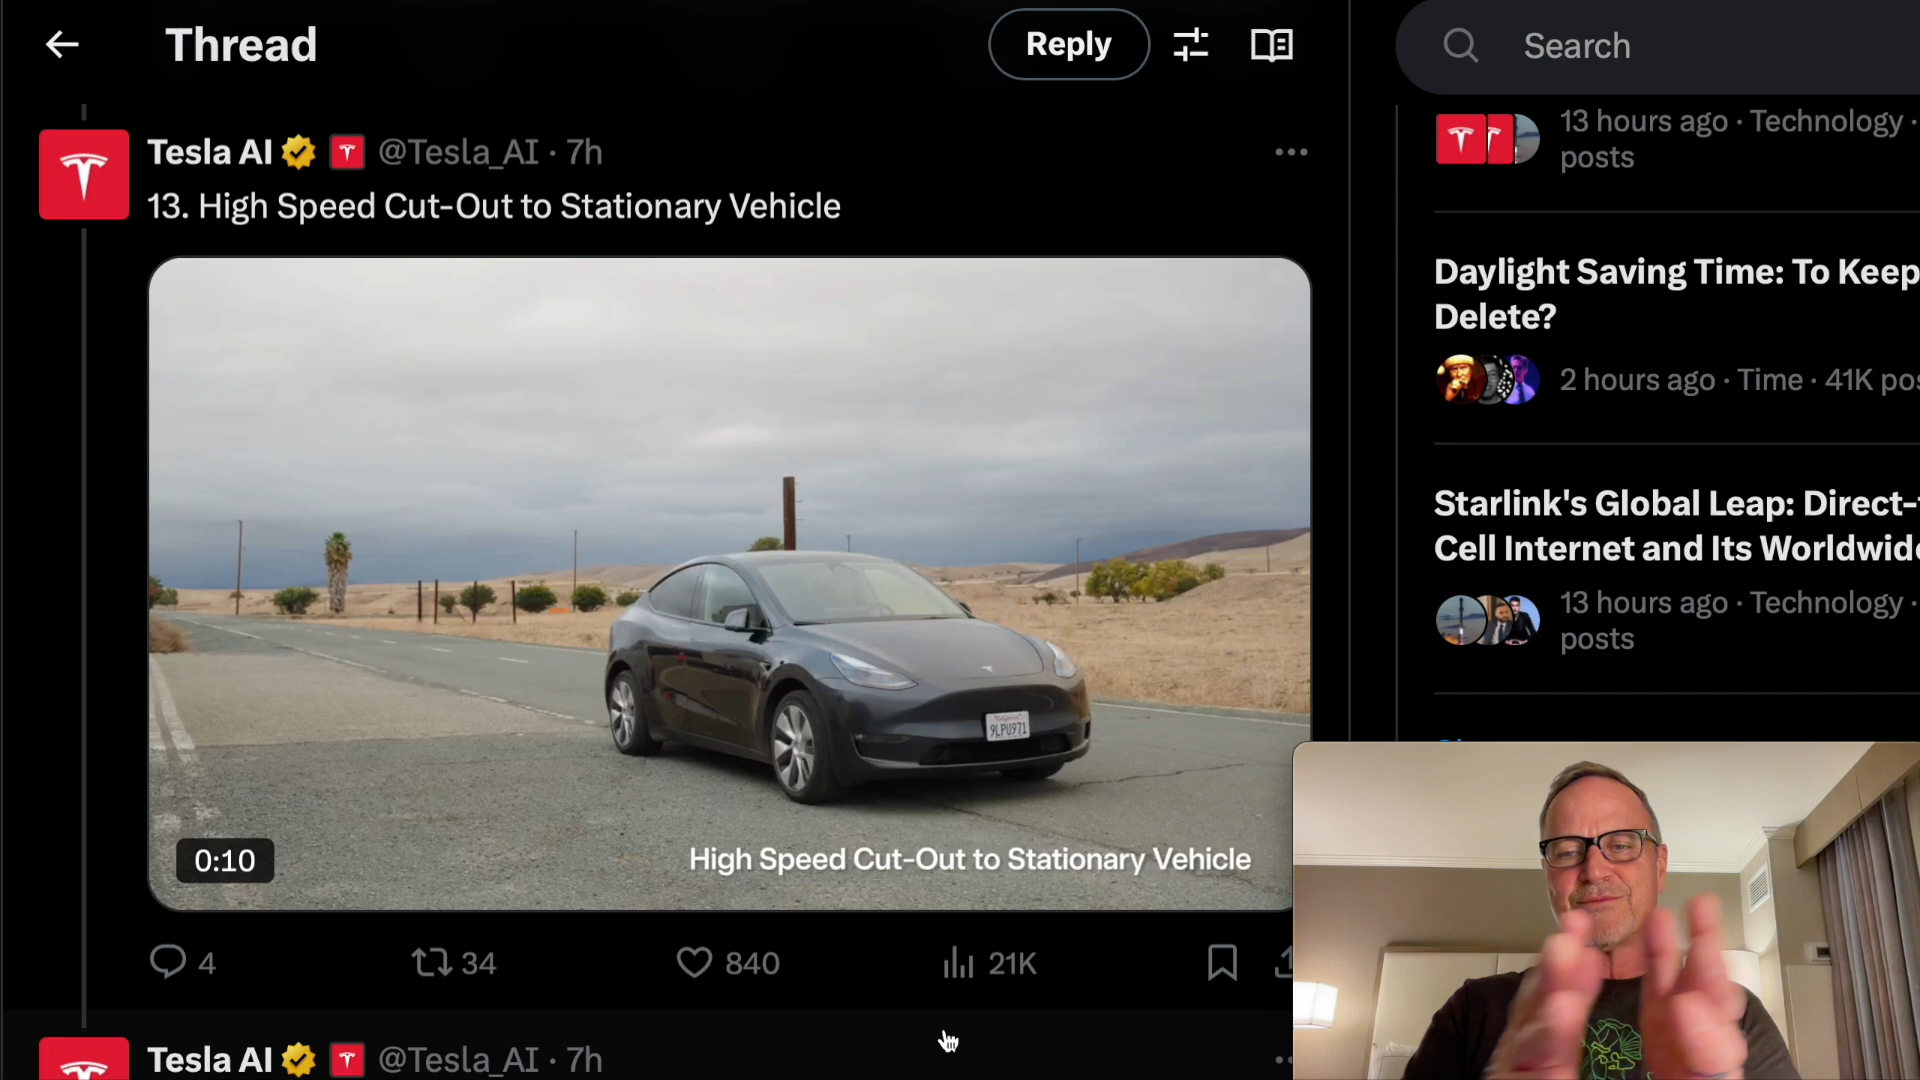 Thread
Reply
Search
Tesla AI @Tesla_AI · 7h
13. High Speed Cut-Out to Stationary Vehicle
9LPU971
0:10
High Speed Cut-Out to Stationary Vehicle
4
34
840
21K
Tesla AI @Tesla_AI · 7h
13 hours ago · Technology ·
posts
Daylight Saving Time: To Keep
Delete?
2 hours ago · Time · 41K
Starlink's Global Leap: Direct-
Cell Internet and Its
13 hours ago · Technology ·
posts